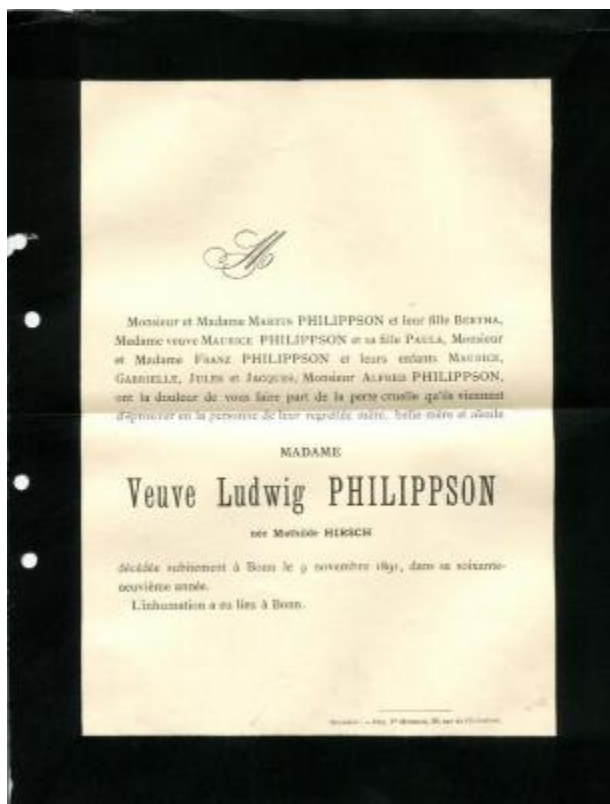 M
Monsieur et Madame MARTIN PHILIPPSON et leur fille BERTHA,
Madame veuve MAURICE PHILIPPSON et sa fille PAULA, Monsieur
et Madame FRANZ PHILIPPSON et leurs enfants MAURICE,
GABRIELLE, JULES et JACQUES, Monsieur ALFRED PHILIPPSON,
ont la douleur de vous faire part de la perte cruelle qu'ils viennent
d'éprouver en la personne de leur regrettée mère, belle-mère et aïeule
MADAME
Veuve Ludwig PHILIPPSON
née Mathilde HIRSCH
décédée subitement à Bonn le 9 novembre 1891, dans sa soixante-
neuvième année.
L'inhumation a eu lieu à Bonn.